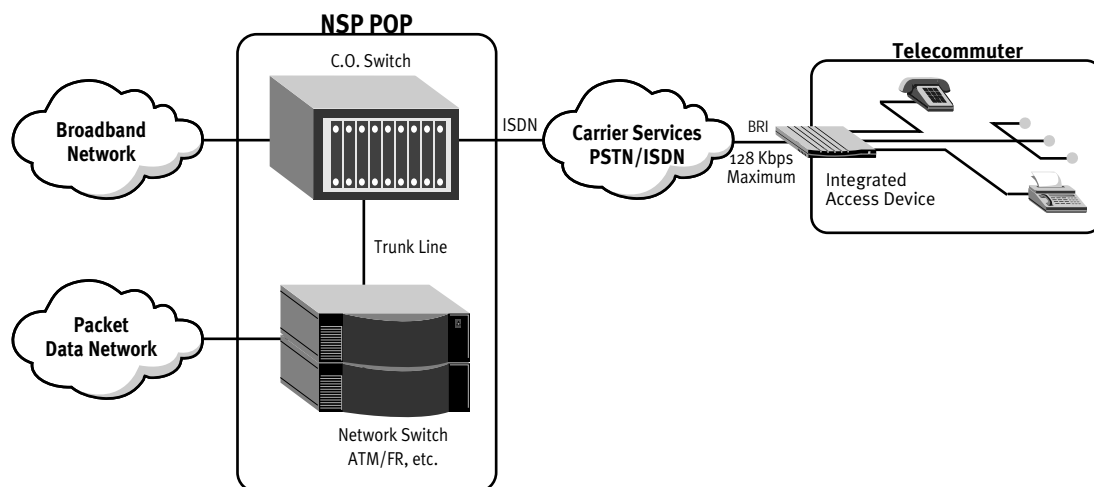 NSP POP
C.O. Switch
Broadband
Network
ISDN
Carrier Services
PSTN/ISDN
BRI
128 Kbps
Maximum
Telecommuter
Integrated
Access Device
Trunk Line
Packet
Data Network
Network Switch
ATM/FR, etc.